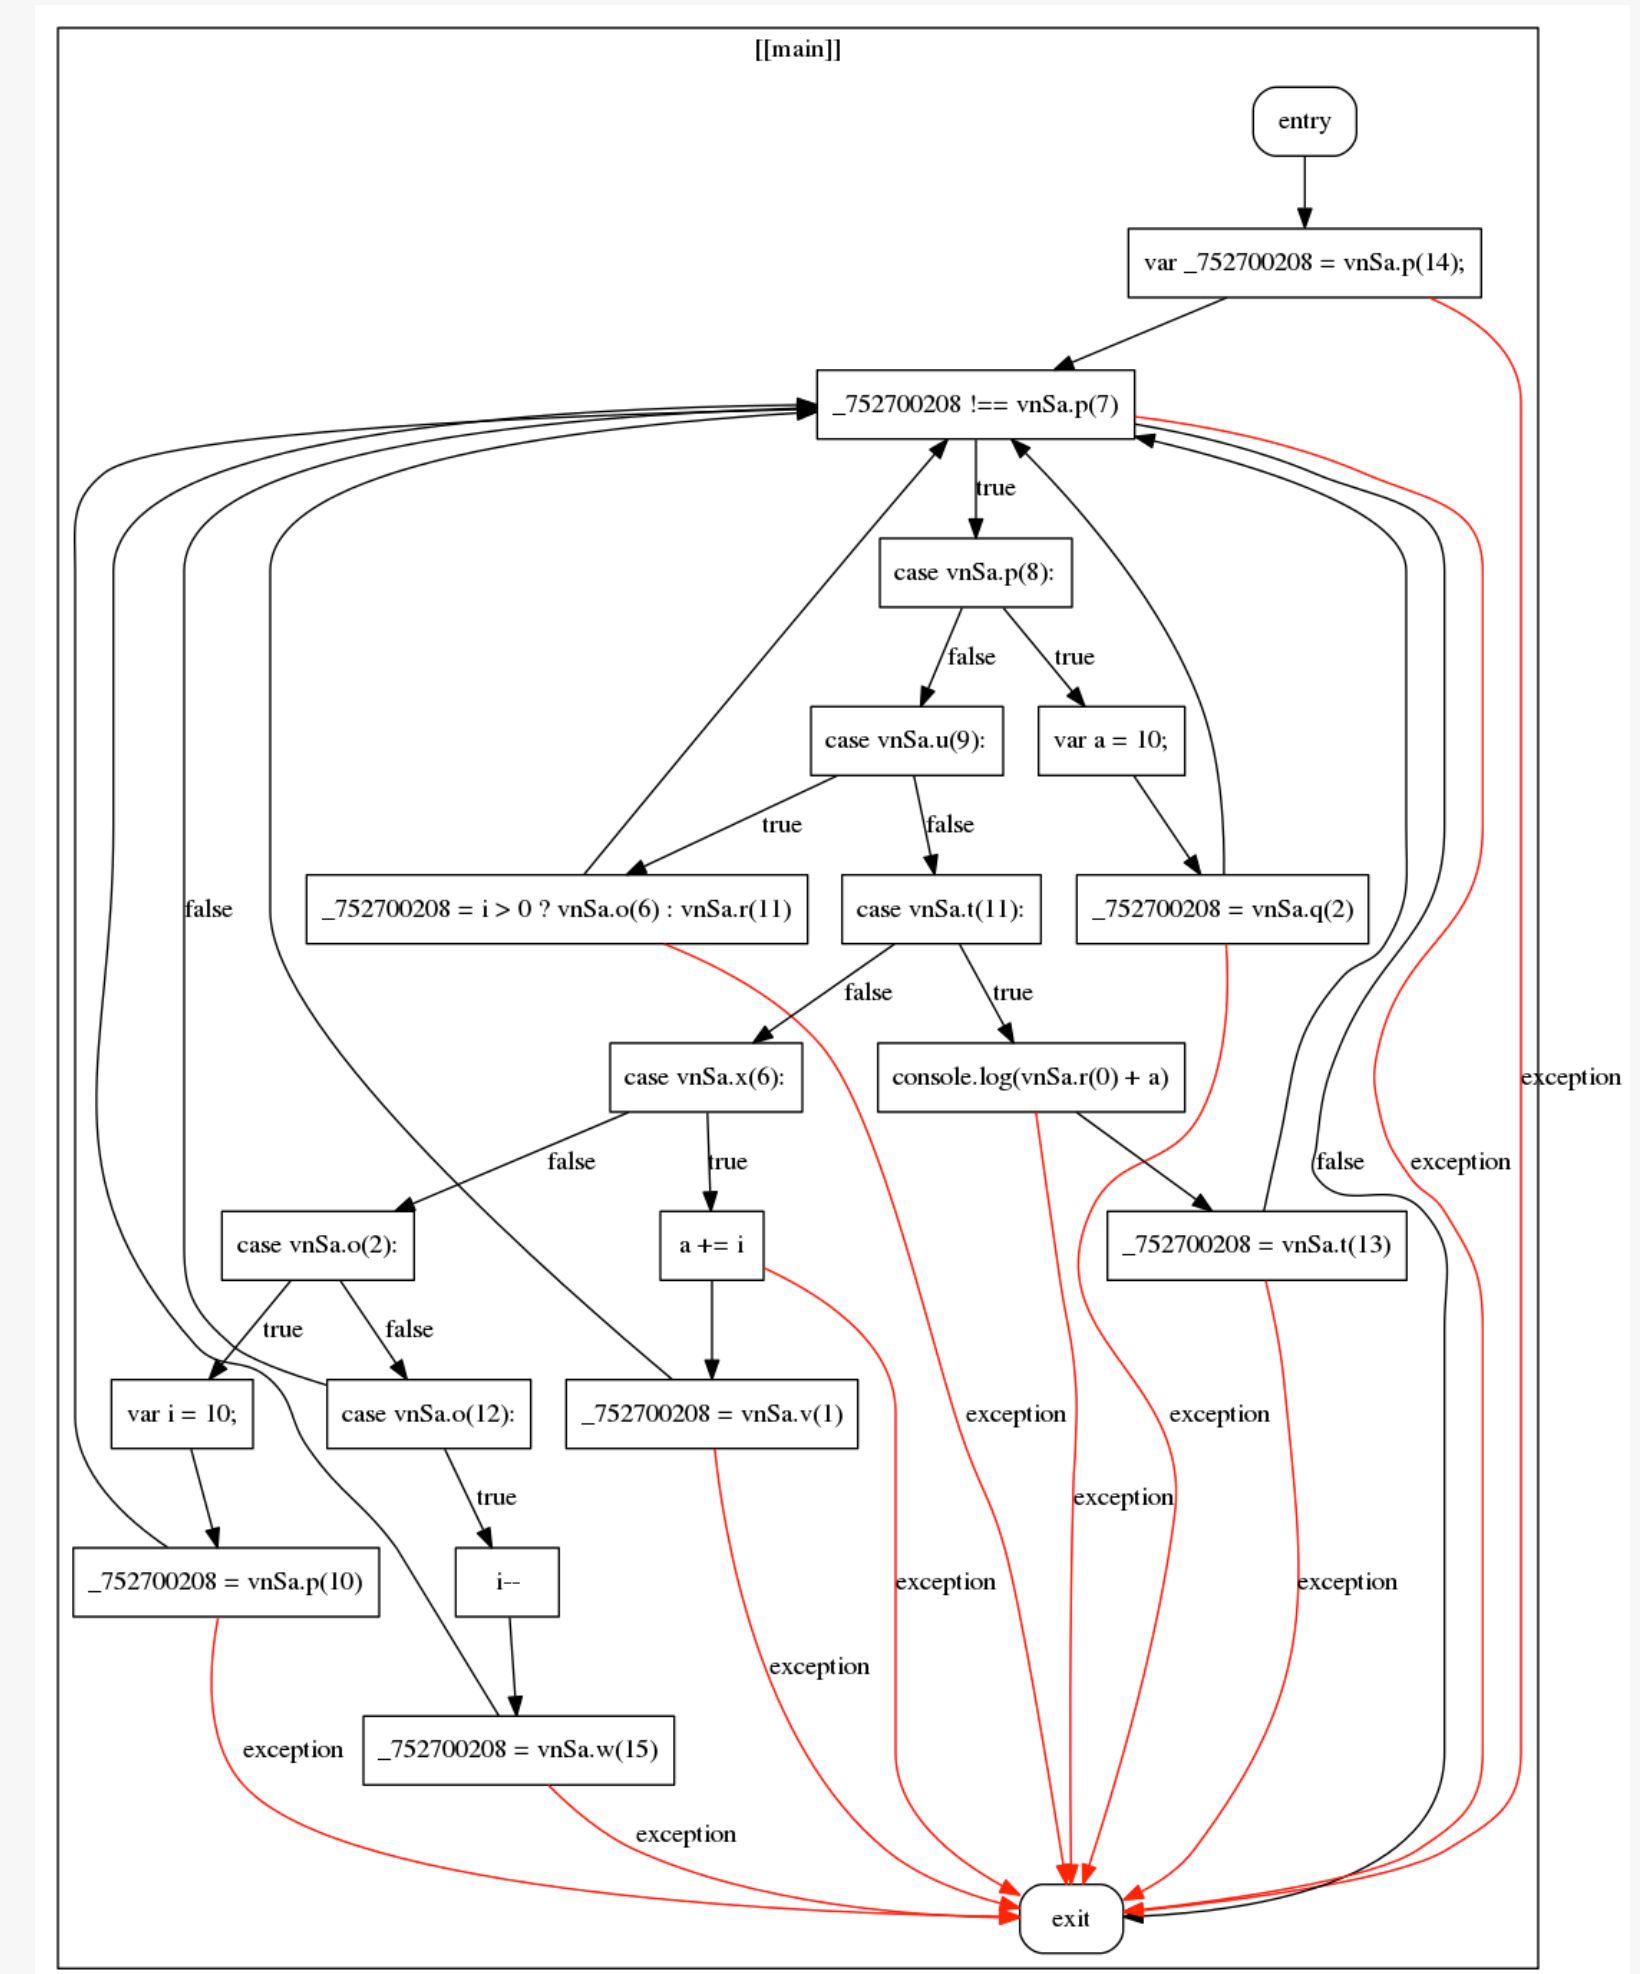 [[main]]
entry
var _752700208 = vnSa.p(14);
_752700208 !== vnSa.p(7)
true
case vnSa.p(8):
false
true
case vnSa.u(9):
var a = 10;
true
false
false
_752700208 = i > 0 ? vnSa.o(6) : vnSa.r(11)
case vnSa.t(11):
_752700208 = vnSa.q(2)
false
true
case vnSa.x(6):
console.log(vnSa.r(0) + a)
exception
false
true
false
exception
case vnSa.o(2):
a += i
_752700208 = vnSa.t(13)
true
false
var i = 10;
case vnSa.o(12):
_752700208 = vnSa.v(1)
exception
exception
true
exception
_752700208 = vnSa.p(10)
i--
exception
exception
exception
exception
_752700208 = vnSa.w(15)
exception
exit